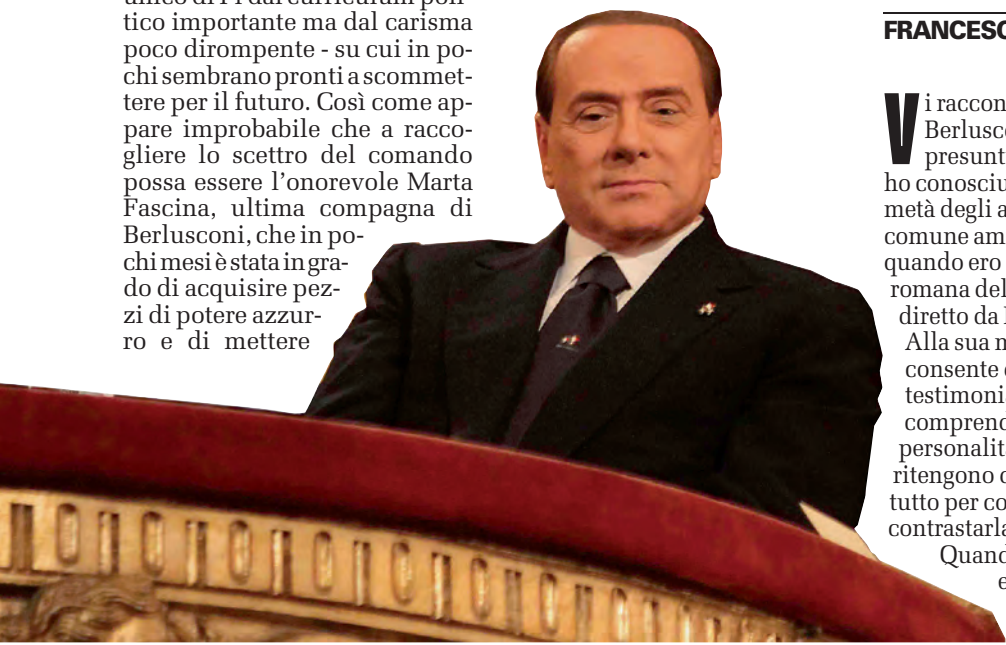 tico importante ma dal carisma
poco dirompente - su cui in po-
chi sembrano pronti a scommet-
tere per il futuro. Così come ap-
pare improbabile che a racco-
gliere lo scettro del comando
possa essere l'onorevole Marta
Fascina, ultima compagna di
Berlusconi, che in po-
chi mesi è stata in gra-
do di acquisire pez-
zi di potere azzur-
ro e di mettere
FRANCESC
Vi raccon
Berlusc
presunt
ho conosciu
metà degli a
comune am
quando ero
romana del
diretto da
Alla sua m
consente
testimoni
comprend
personalit
ritengono
tutto per co
contrastarla
Quand
e